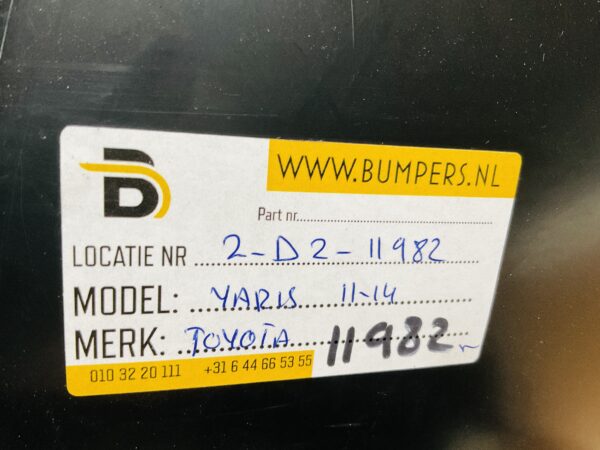 B
WWW.BUMPERS.NL
Part nr.
LOCATIE NR 2-D2-11982
MODEL: YARIS 11-14
MERK: TOYOTA 11982
010 32 20 111 +31 6 44 66 53 55